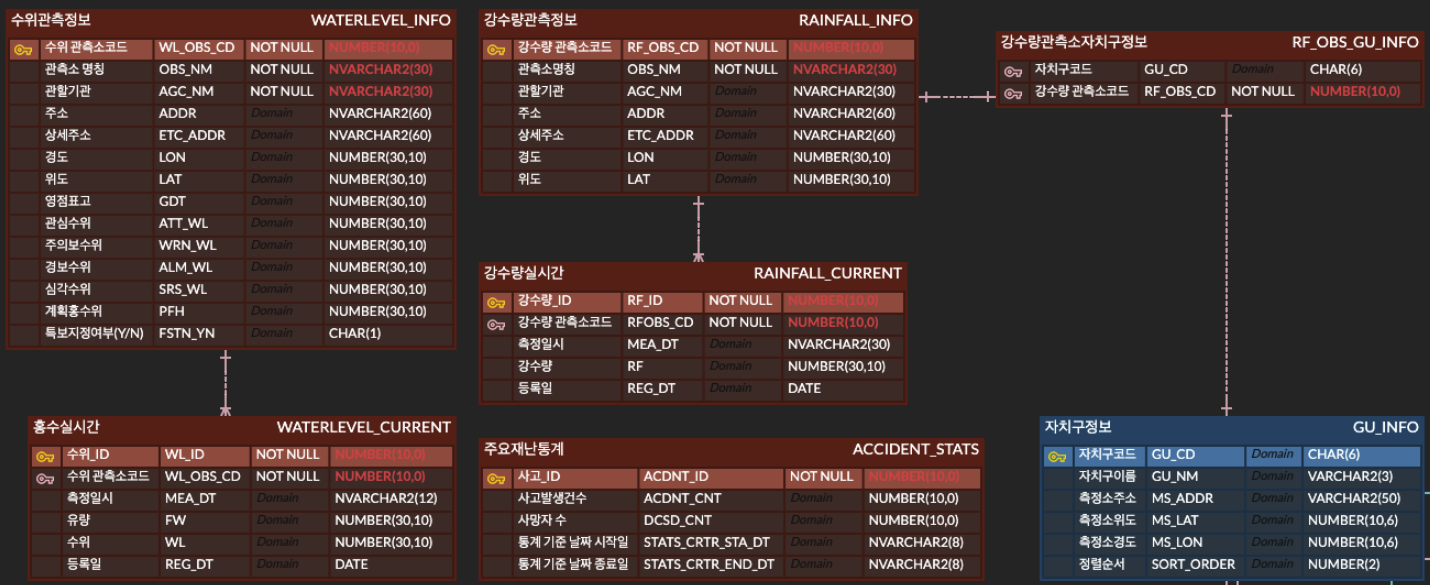 수위관측정보 WATERLEVEL_INFO
수위 관측소코드 WL_OBS_CD NOT NULL NUMBER(10,0)
관측소 명칭 OBS_NM NOT NULL NVARCHAR2(30)
관할기관 AGC_NM NOT NULL NVARCHAR2(30)
주소 ADDR Domain NVARCHAR2(60)
상세주소 ETC_ADDR Domain NVARCHAR2(60)
경도 LON Domain NUMBER(30,10)
위도 LAT Domain NUMBER(30,10)
영점표고 GDT Domain NUMBER(30,10)
관심수위 ATT_WL Domain NUMBER(30,10)
주의보수위 WRN_WL Domain NUMBER(30,10)
경보수위 ALM_WL Domain NUMBER(30,10)
심각수위 SRS_WL Domain NUMBER(30,10)
계획홍수위 PFH Domain NUMBER(30,10)
특보지정여부(Y/N) FSTN_YN Domain CHAR(1)
강수량관측정보 RAINFALL_INFO
강수량 관측소코드 RF_OBS_CD NOT NULL NUMBER(10,0)
관측소명칭 OBS_NM NOT NULL NVARCHAR2(30)
관할기관 AGC_NM Domain NVARCHAR2(30)
주소 ADDR Domain NVARCHAR2(60)
상세주소 ETC_ADDR Domain NVARCHAR2(60)
경도 LON Domain NUMBER(30,10)
위도 LAT Domain NUMBER(30,10)
강수량관측소자치구정보 RF_OBS_GU_INFO
자치구코드 GU_CD Domain CHAR(6)
강수량 관측소코드 RF_OBS_CD NOT NULL NUMBER(10,0)
강수량실시간 RAINFALL_CURRENT
강수량_ID RF_ID NOT NULL NUMBER(10,0)
강수량 관측소코드 RFOBS_CD NOT NULL NUMBER(10,0)
측정일시 MEA_DT Domain NVARCHAR2(30)
강수량 RF Domain NUMBER(30,10)
등록일 REG_DT Domain DATE
홍수실시간 WATERLEVEL_CURRENT
수위_ID WL_ID NOT NULL NUMBER(10,0)
수위 관측소코드 WL_OBS_CD NOT NULL NUMBER(10,0)
측정일시 MEA_DT Domain NVARCHAR2(12)
유량 FW Domain NUMBER(30,10)
수위 WL Domain NUMBER(30,10)
등록일 REG_DT Domain DATE
주요재난통계 ACCIDENT_STATS
사고_ID ACDNT_ID NOT NULL NUMBER(10,0)
사고발생건수 ACDNT_CNT Domain NUMBER(10,0)
사망자 수 DCSD_CNT Domain NUMBER(10,0)
통계 기준 날짜 시작일 STATS_CRTR_STA_DT Domain NVARCHAR2(8)
통계 기준 날짜 종료일 STATS_CRTR_END_DT Domain NVARCHAR2(8)
자치구정보 GU_INFO
자치구코드 GU_CD Domain CHAR(6)
자치구이름 GU_NM Domain VARCHAR2(3)
측정소주소 MS_ADDR Domain VARCHAR2(50)
측정소위도 MS_LAT Domain NUMBER(10,6)
측정소경도 MS_LON Domain NUMBER(10,6)
정렬순서 SORT_ORDER Domain NUMBER(2)